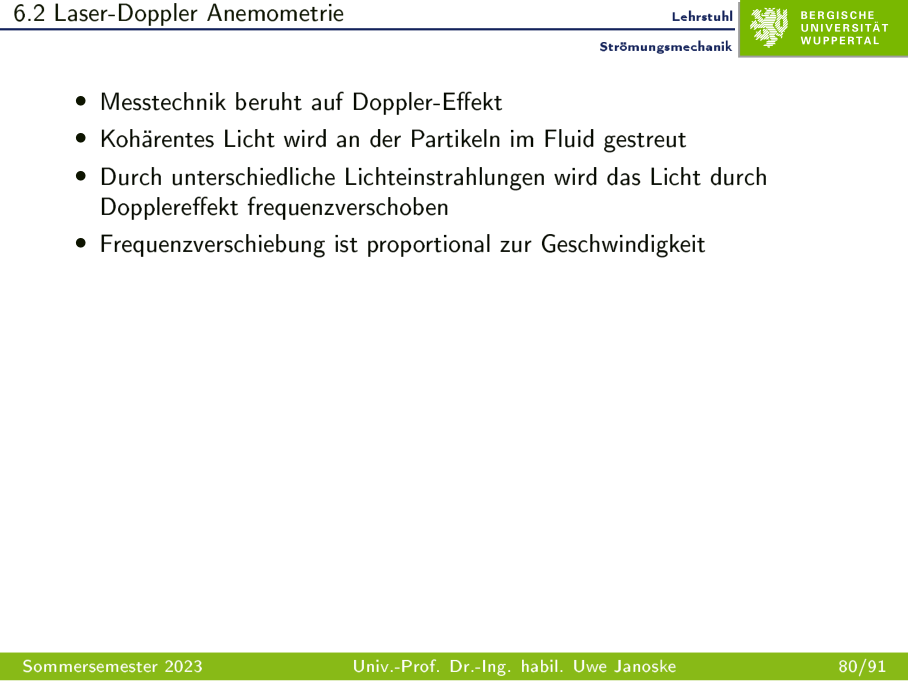 6.2 Laser-Doppler Anemometrie
Lehrstuhl
Strömungsmechanik
BERGISCHE
UNIVERSITÄT
WUPPERTAL
• Messtechnik beruht auf Doppler-Effekt
• Kohärentes Licht wird an der Partikeln im Fluid gestreut
• Durch unterschiedliche Lichteinstrahlungen wird das Licht durch
Dopplereffekt frequenzverschoben
• Frequenzverschiebung ist proportional zur Geschwindigkeit
Sommersemester 2023 Univ.-Prof. Dr.-Ing. habil. Uwe Janoske 80/91